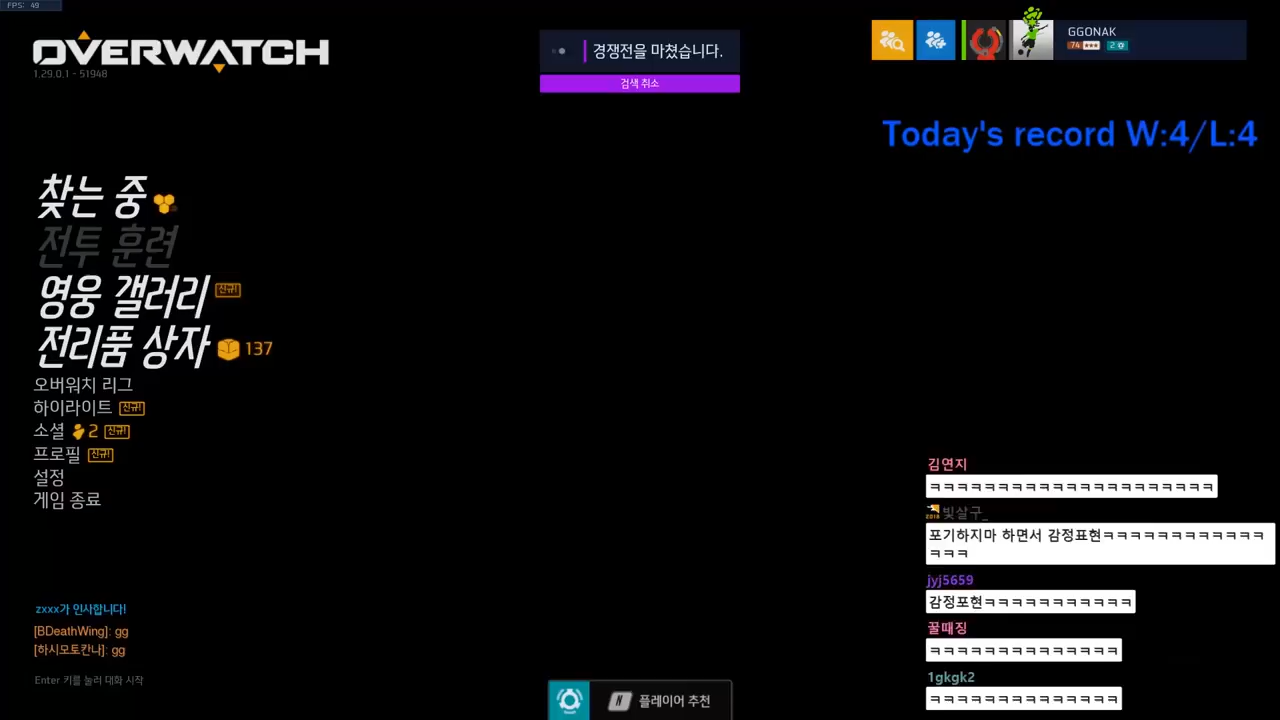 FPS: 49
OVERWATCH
1.29.0.1 - 51948
경쟁전을 마쳤습니다.
검색 취소
GGONAK
74
2
Today's record W:4/L:4
찾는 중
전투 훈련
영웅 갤러리 신규!
전리품 상자 137
오버워치 리그
하이라이트 신규!
소셜 2 신규!
프로필 신규!
설정
게임 종료
김연지
ㅋㅋㅋㅋㅋㅋㅋㅋㅋㅋㅋㅋㅋㅋㅋㅋㅋㅋㅋㅋㅋ
2018 빛살구_
포기하지마 하면서 감정표현ㅋㅋㅋㅋㅋㅋㅋㅋㅋㅋㅋㅋ
ㅋㅋㅋ
jyj5659
감정포현ㅋㅋㅋㅋㅋㅋㅋㅋㅋㅋㅋ
꿀때징
ㅋㅋㅋㅋㅋㅋㅋㅋㅋㅋㅋㅋㅋㅋ
1gkgk2
ㅋㅋㅋㅋㅋㅋㅋㅋㅋㅋㅋㅋㅋㅋ
zxxx가 인사합니다!
[BDeathWing]: gg
[하시모토칸나]: gg
Enter 키를 눌러 대화 시작
N 플레이어 추천